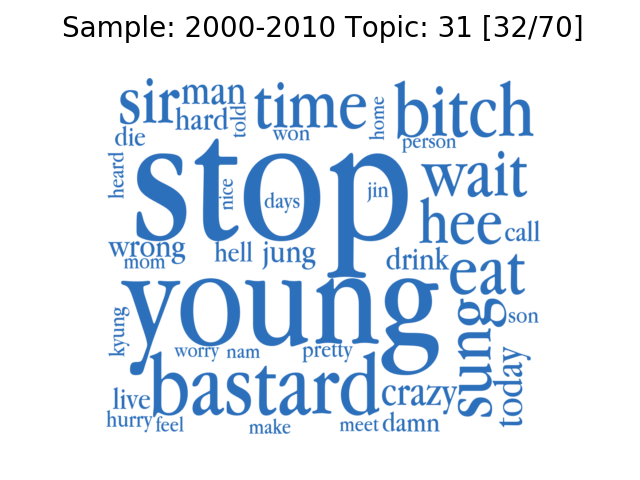 Sample: 2000-2010 Topic: 31 [32/70]
sir man time bitch
hard told home
die won person
heard stop wait
nice days jin
hee call
wrong hell jung drink
mom eat
young sung son
kyung
worry nam pretty today
bastard crazy
live
hurry feel make meet damn